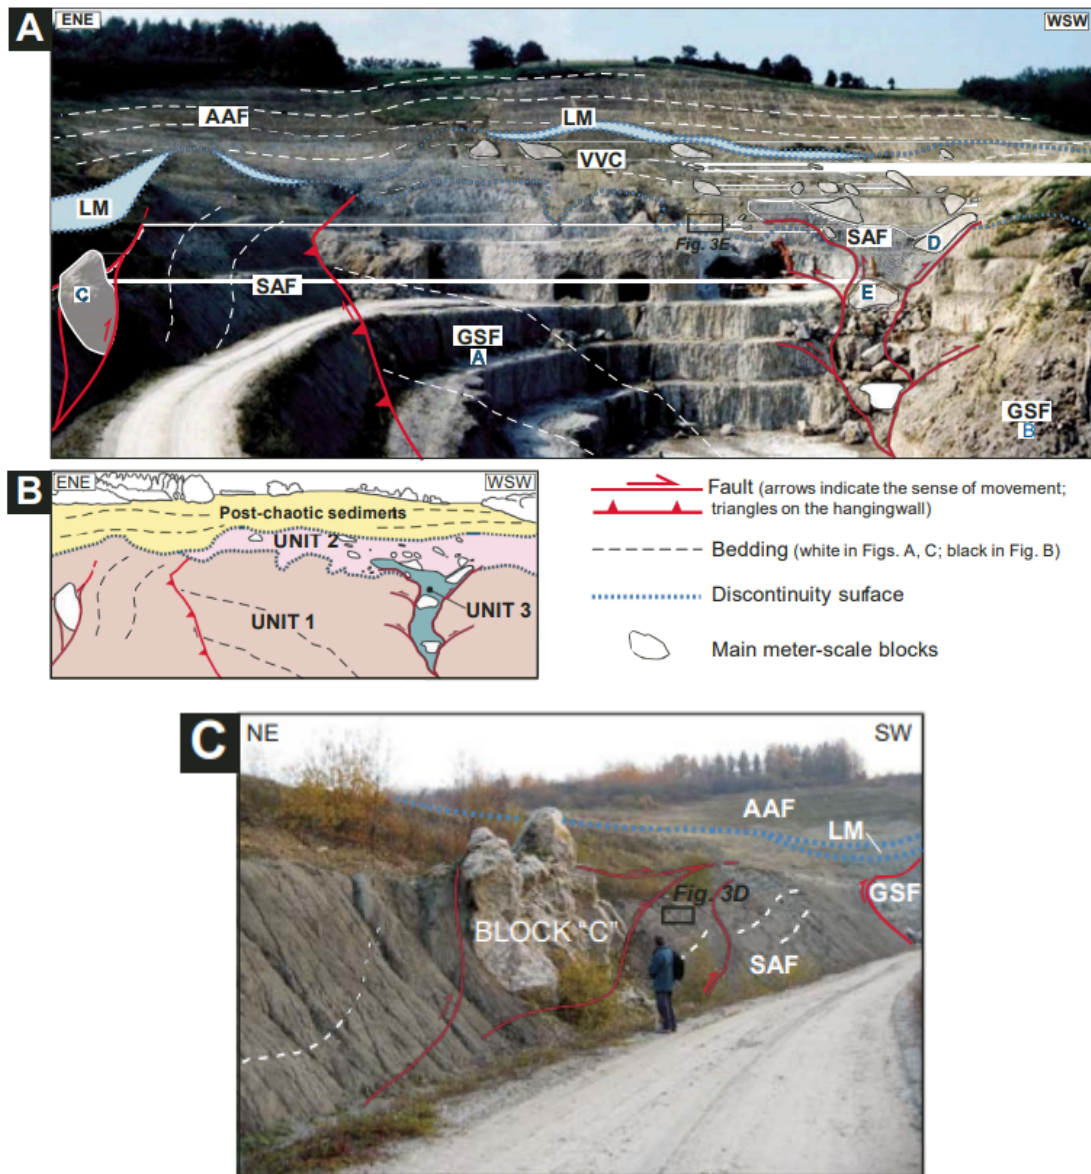 A
ENE
WSW
AAF
LM
VVC
LM
Fig. 3E
SAF
D
C
SAF
E
GSF
A
GSF
B
B
ENE
WSW
Post-chaotic sediments
UNIT 2
UNIT 1
UNIT 3
Fault (arrows indicate the sense of movement;
triangles on the hangingwall)
Bedding (white in Figs. A, C; black in Fig. B)
Discontinuity surface
Main meter-scale blocks
C
NE
SW
AAF
LM
GSF
Fig. 3D
BLOCK "C"
SAF